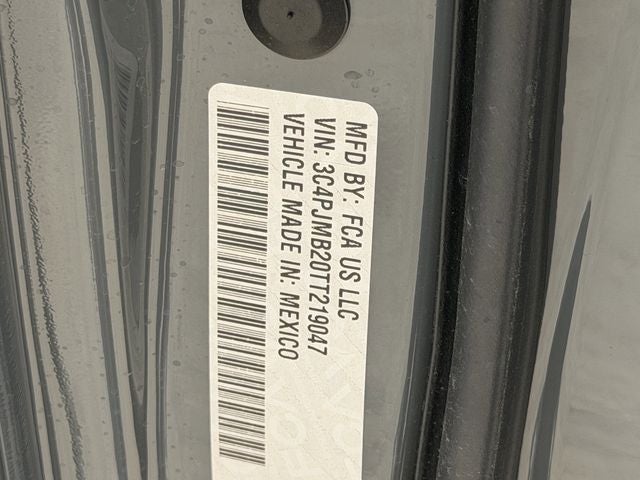 MFD BY: FCA US LLC
VIN: 3C4PJMB20TT219047
VEHICLE MADE IN: MEXICO